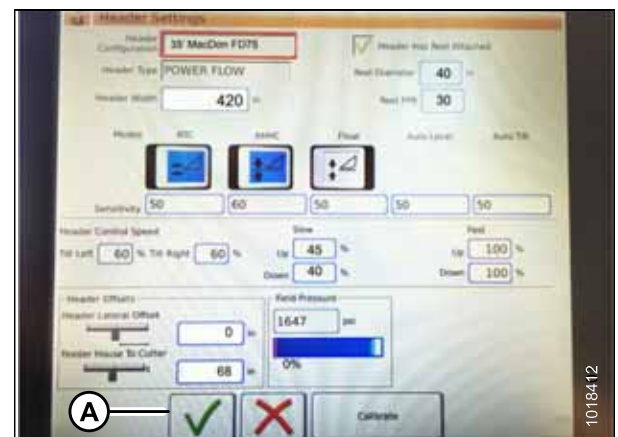 Header Settings
Header Configuration 35' MacDon FD75
Header Has Reel Attached
Header Type POWER FLOW
Reel Diameter 40 in
Header Width 420 in
Reel PPR 30
Modes RTC AHHC Float Auto Level Auto Tilt
Sensitivity 50 60 50 50 50
Header Control Speed
Slow
Fast
Tilt Left 60 % Tilt Right 60 %
Up 45 %
Up 100 %
Down 40 %
Down 100 %
Header Offsets
Field Pressure
Header Lateral Offset
0 in
1647 psi
Feeder House To Cutter
68 in
0%
A
Calibrate
1018412